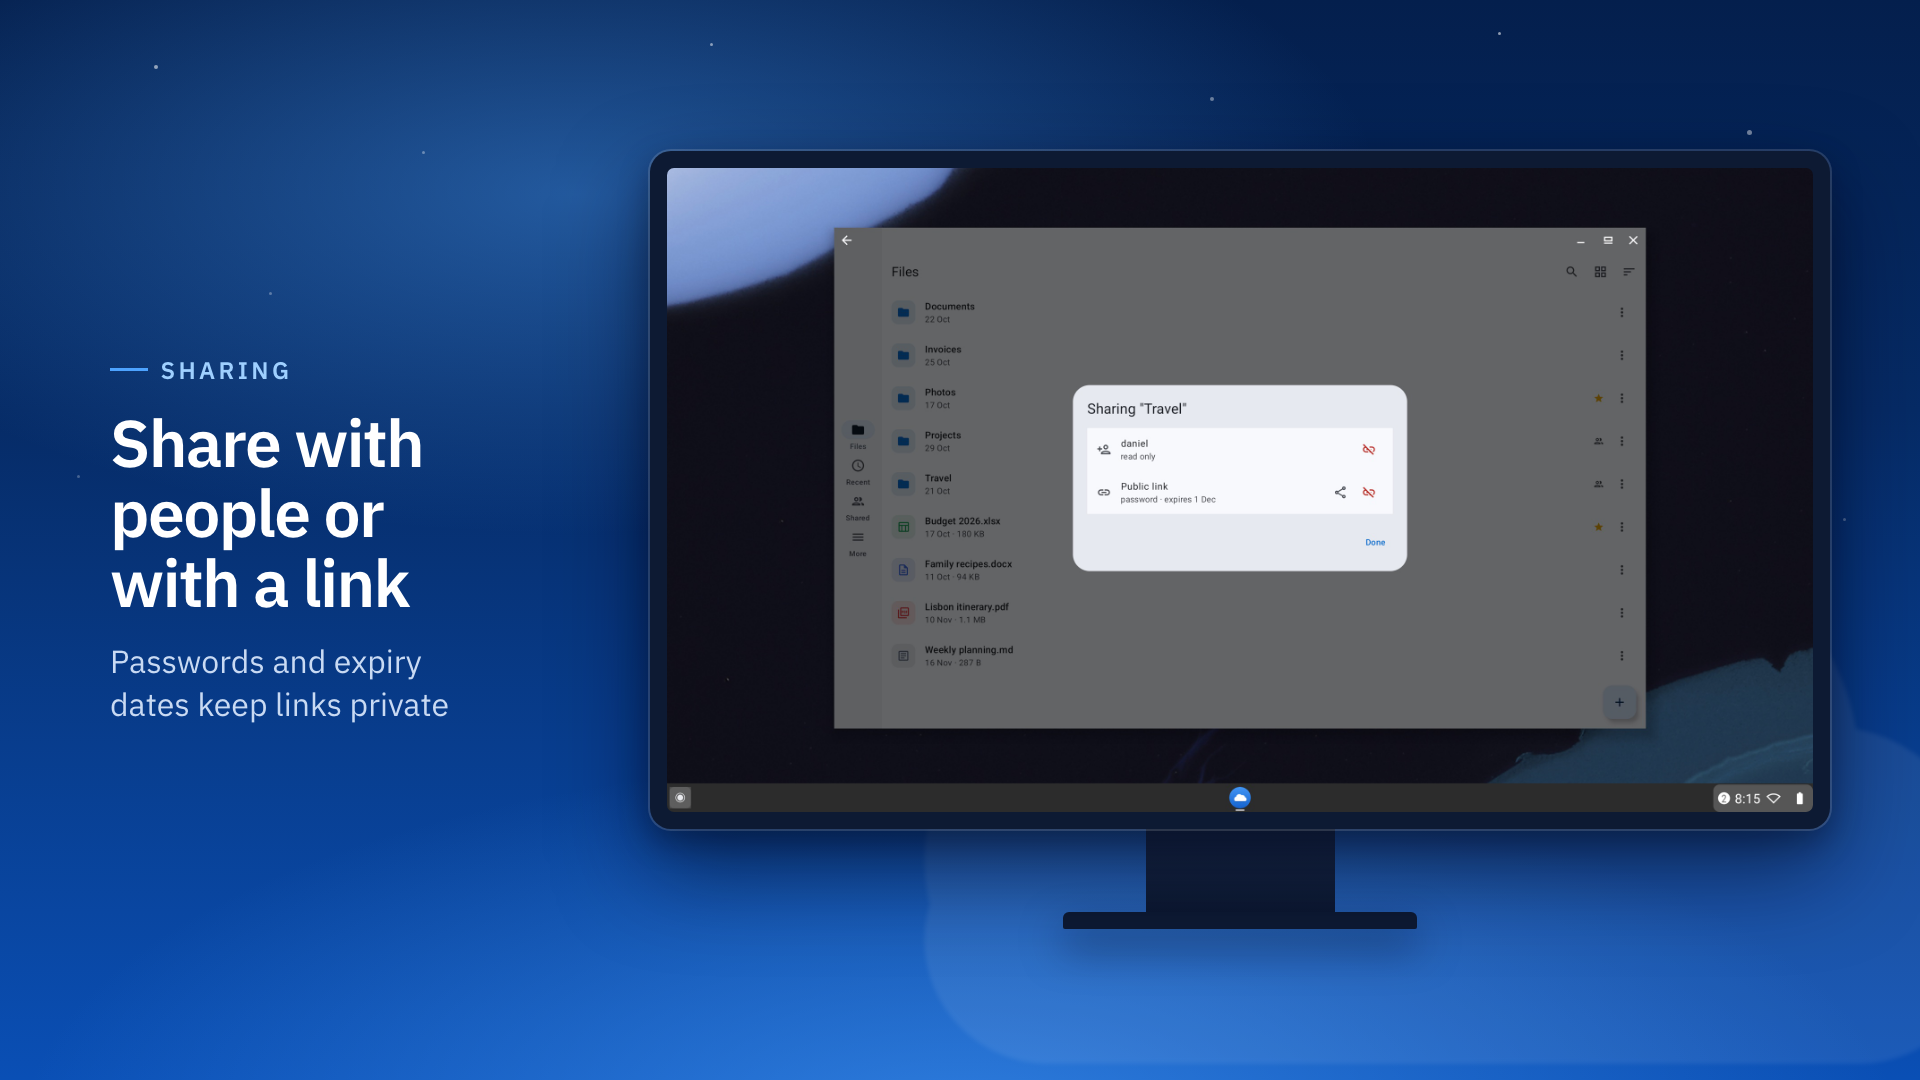 SHARING
Share with
people or
with a link
Passwords and expiry
dates keep links private
Files
Documents
22 Oct
Invoices
25 Oct
Photos
17 Oct
Projects
29 Oct
Travel
21 Oct
Budget 2026.xlsx
17 Oct · 180 KB
Family recipes.docx
11 Oct · 94 KB
Lisbon itinerary.pdf
10 Nov · 1.1 MB
Weekly planning.md
16 Nov · 287 B
Files
Recent
Shared
More
Sharing "Travel"
daniel
read only
Public link
password · expires 1 Dec
Done
2 8:15